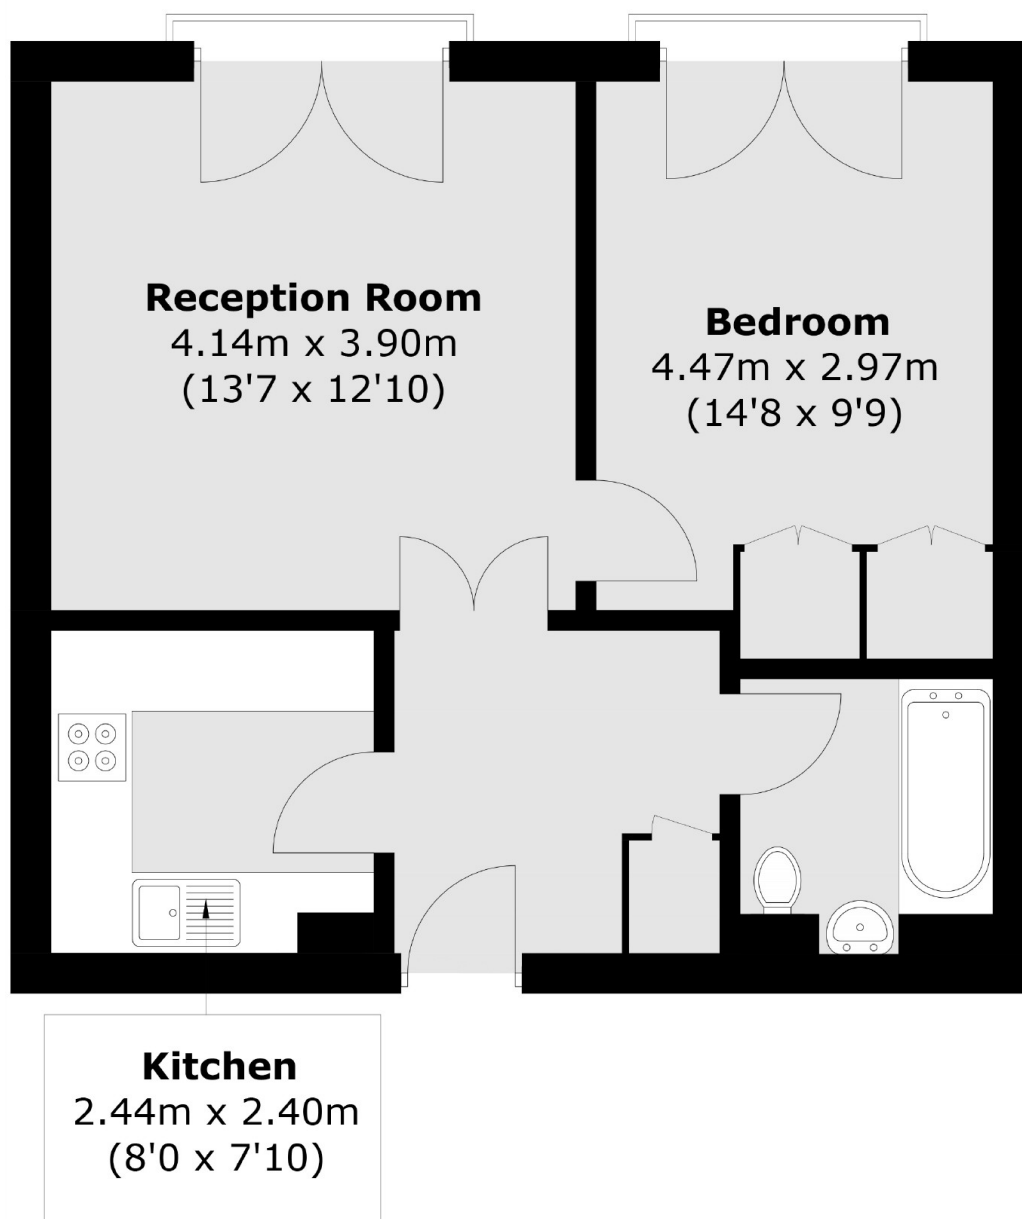 Reception Room
4.14m x 3.90m
(13'7 x 12'10)
Bedroom
4.47m x 2.97m
(14'8 x 9'9)
Kitchen
2.44m x 2.40m
(8'0 x 7'10)